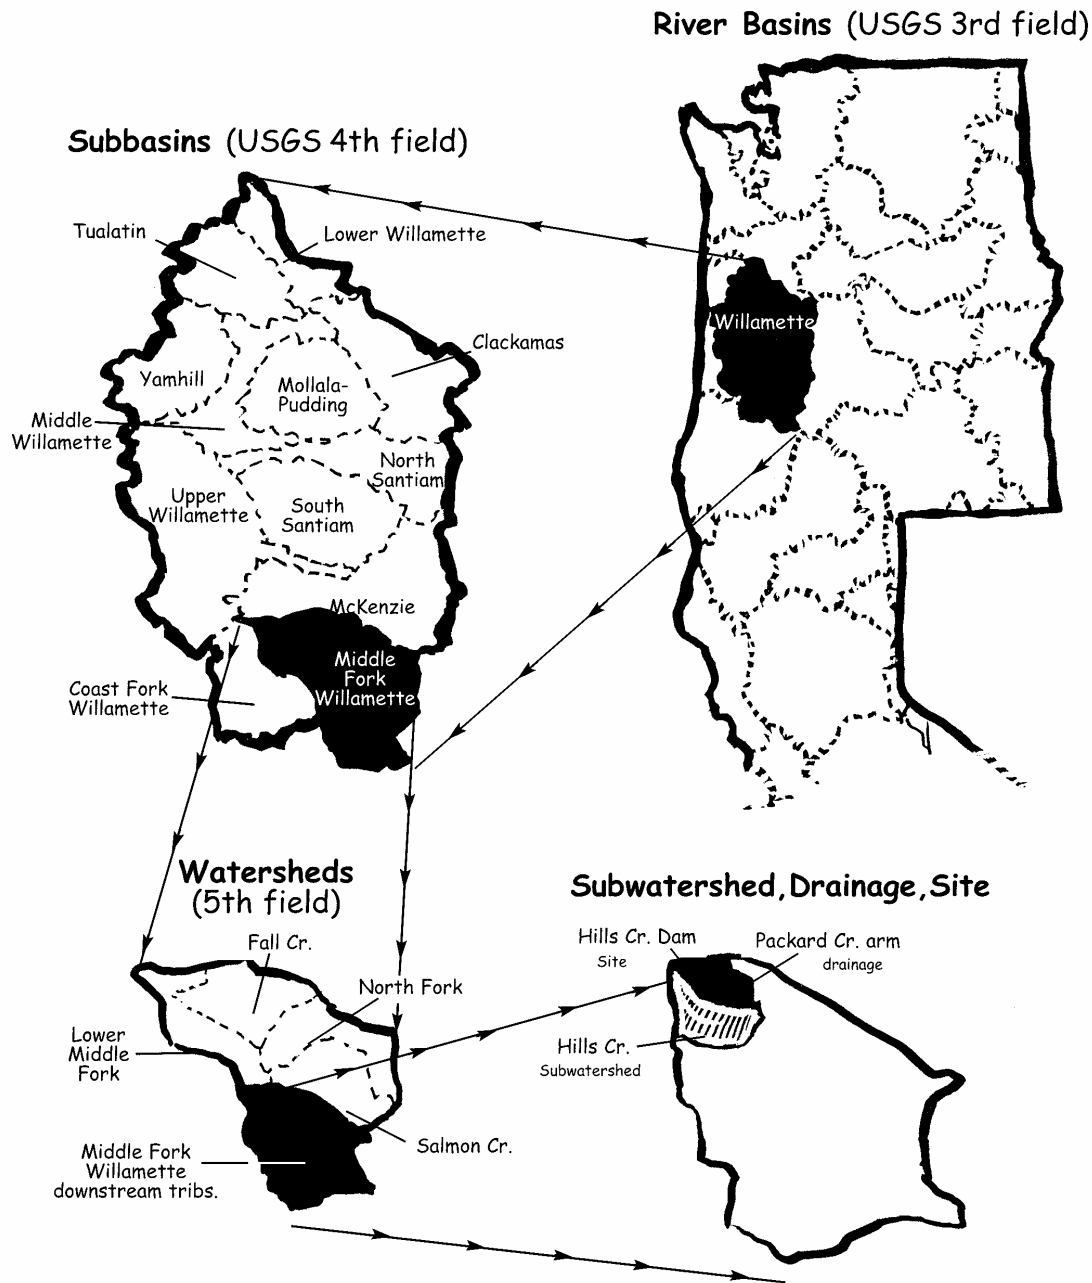 River Basins (USGS 3rd field)
Subbasins (USGS 4th field)
Tualatin
Lower Willamette
Willamette
Clackamas
Yamhill
Mollala-
Pudding
Middle
Willamette
North
Santiam
Upper
Willamette
South
Santiam
McKenzie
Middle
Fork
Willamette
Coast Fork
Willamette
Watersheds
(5th field)
Fall Cr.
North Fork
Lower
Middle
Fork
Salmon Cr.
Middle Fork
Willamette
downstream tribs.
Subwatershed, Drainage, Site
Hills Cr. Dam
Site
Packard Cr. arm
drainage
Hills Cr.
Subwatershed